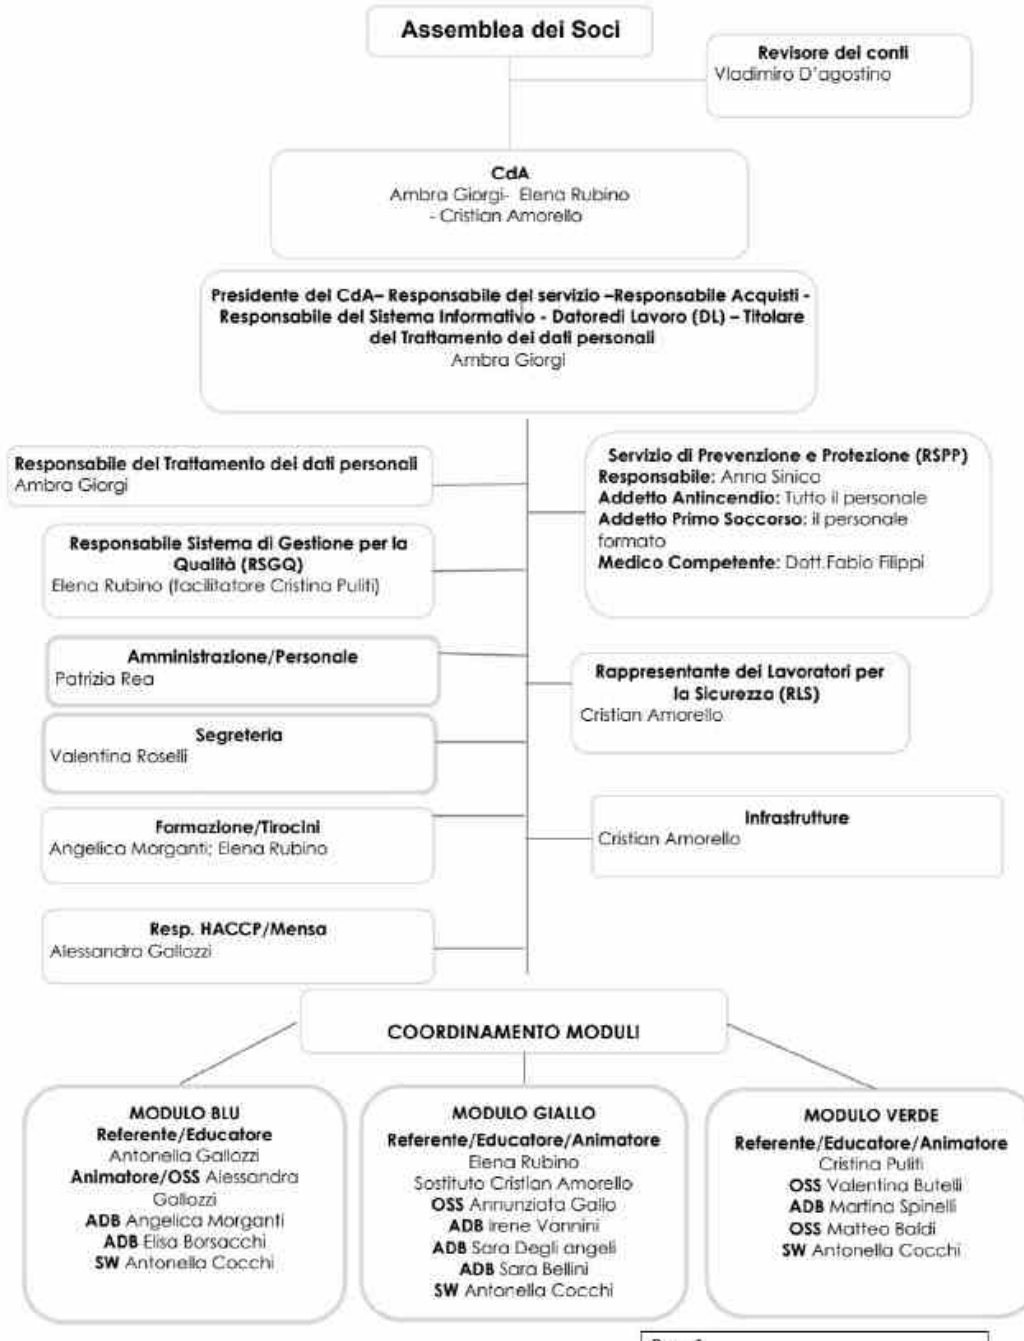 Assemblea dei Soci
Revisore dei conti
Vladimiro D'agostino
CdA
Ambra Giorgi- Elena Rubino
- Cristian Amorello
Presidente del CdA– Responsabile del servizio –Responsabile Acquisti -
Responsabile del Sistema Informativo - Datoredi Lavoro (DL) – Titolare
del Trattamento dei dati personali
Ambra Giorgi
Responsabile del Trattamento dei dati personali
Ambra Giorgi
Servizio di Prevenzione e Protezione (RSPP)
Responsabile: Anna Sinica
Addetto Antincendio: Tutto il personale
Addetto Primo Soccorso: il personale
formato
Medico Competente: Dott.Fabio Filippi
Responsabile Sistema di Gestione per la
Qualità (RSGQ)
Elena Rubino (facilitatore Cristina Puliti)
Amministrazione/Personale
Patrizia Rea
Rappresentante dei Lavoratori per
la Sicurezza (RLS)
Cristian Amorello
Segreteria
Valentina Roselli
Formazione/Tirocini
Angelica Morganti; Elena Rubino
Infrastrutture
Cristian Amorello
Resp. HACCP/Mensa
Alessandra Gallozzi
COORDINAMENTO MODULI
MODULO BLU
Referente/Educatore
Antonella Gallozzi
Animatore/OSS Alessandra
Gallozzi
ADB Angelica Morganti
ADB Elisa Borsacchi
SW Antonella Cocchi
MODULO GIALLO
Referente/Educatore/Animatore
Elena Rubino
Sostituto Cristian Amorello
OSS Annunziata Gallo
ADB Irene Vannini
ADB Sara Degli angeli
ADB Sara Bellini
SW Antonella Cocchi
MODULO VERDE
Referente/Educatore/Animatore
Cristina Puliti
OSS Valentina Butelli
ADB Martina Spinelli
OSS Matteo Baldi
SW Antonella Cocchi